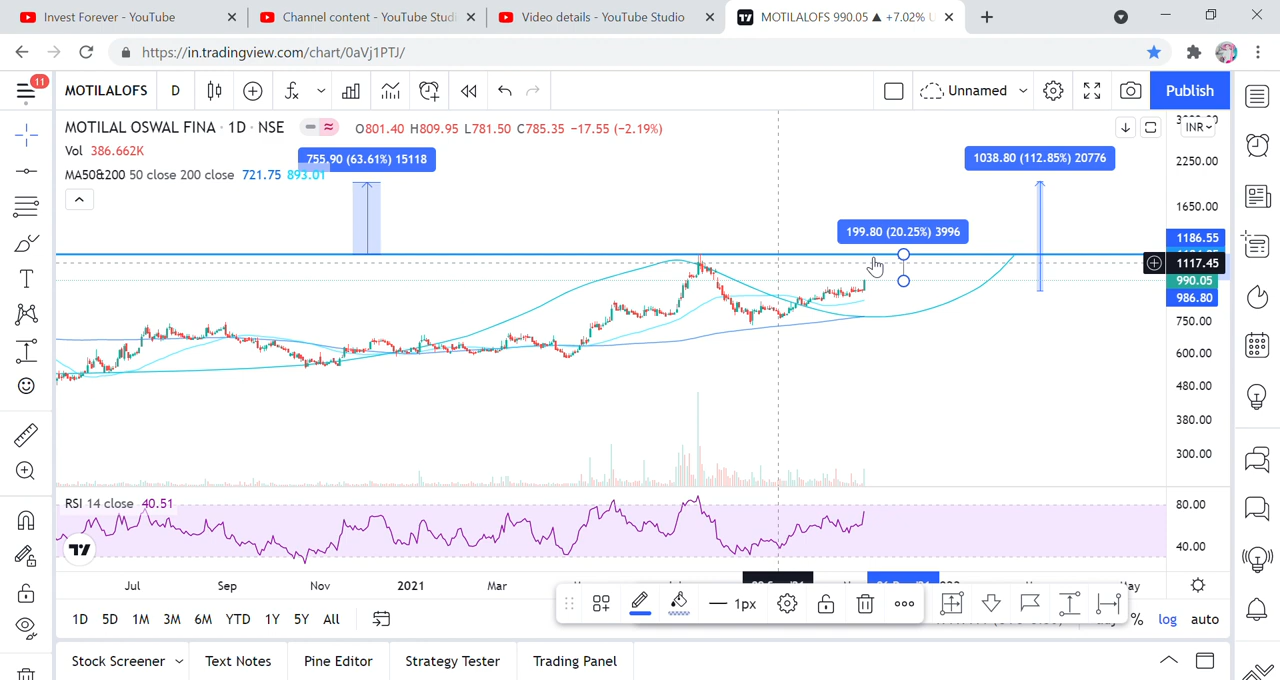 Invest Forever - YouTube
Channel content - YouTube Studi
Video details - YouTube Studio
MOTILALOFS 990.05 ▲ +7.02% U
https://in.tradingview.com/chart/0aVj1PTJ/
11
MOTILALOFS D
Unnamed
Publish
MOTILAL OSWAL FINA · 1D · NSE
O801.40 H809.95 L781.50 C785.35 −17.55 (−2.19%)
INR
Vol 386.662K
755.90 (63.61%) 15118
1038.80 (112.85%) 20776
2250.00
MA50&200 50 close 200 close 721.75 893.01
1650.00
199.80 (20.25%) 3996
1186.55
1117.45
990.05
986.80
750.00
600.00
480.00
380.00
300.00
RSI 14 close 40.51
80.00
40.00
Jul Sep Nov 2021 Mar
1px
1D 5D 1M 3M 6M YTD 1Y 5Y All
% log auto
Stock Screener Text Notes Pine Editor Strategy Tester Trading Panel